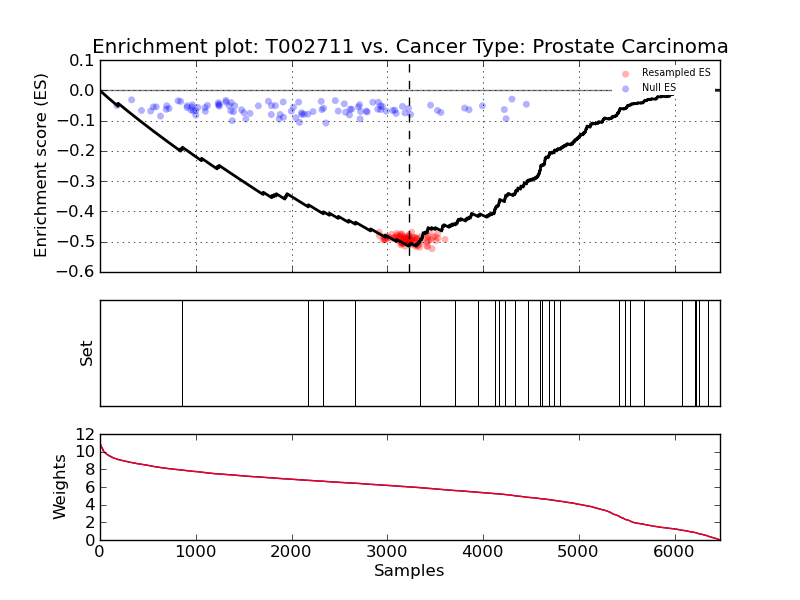 Enrichment plot: T002711 vs. Cancer Type: Prostate Carcinoma
Enrichment score (ES)
0.1
0.0
−0.1
−0.2
−0.3
−0.4
−0.5
−0.6
Resampled ES
Null ES
Set
Weights
12
10
8
6
4
2
0
0 1000 2000 3000 4000 5000 6000
Samples